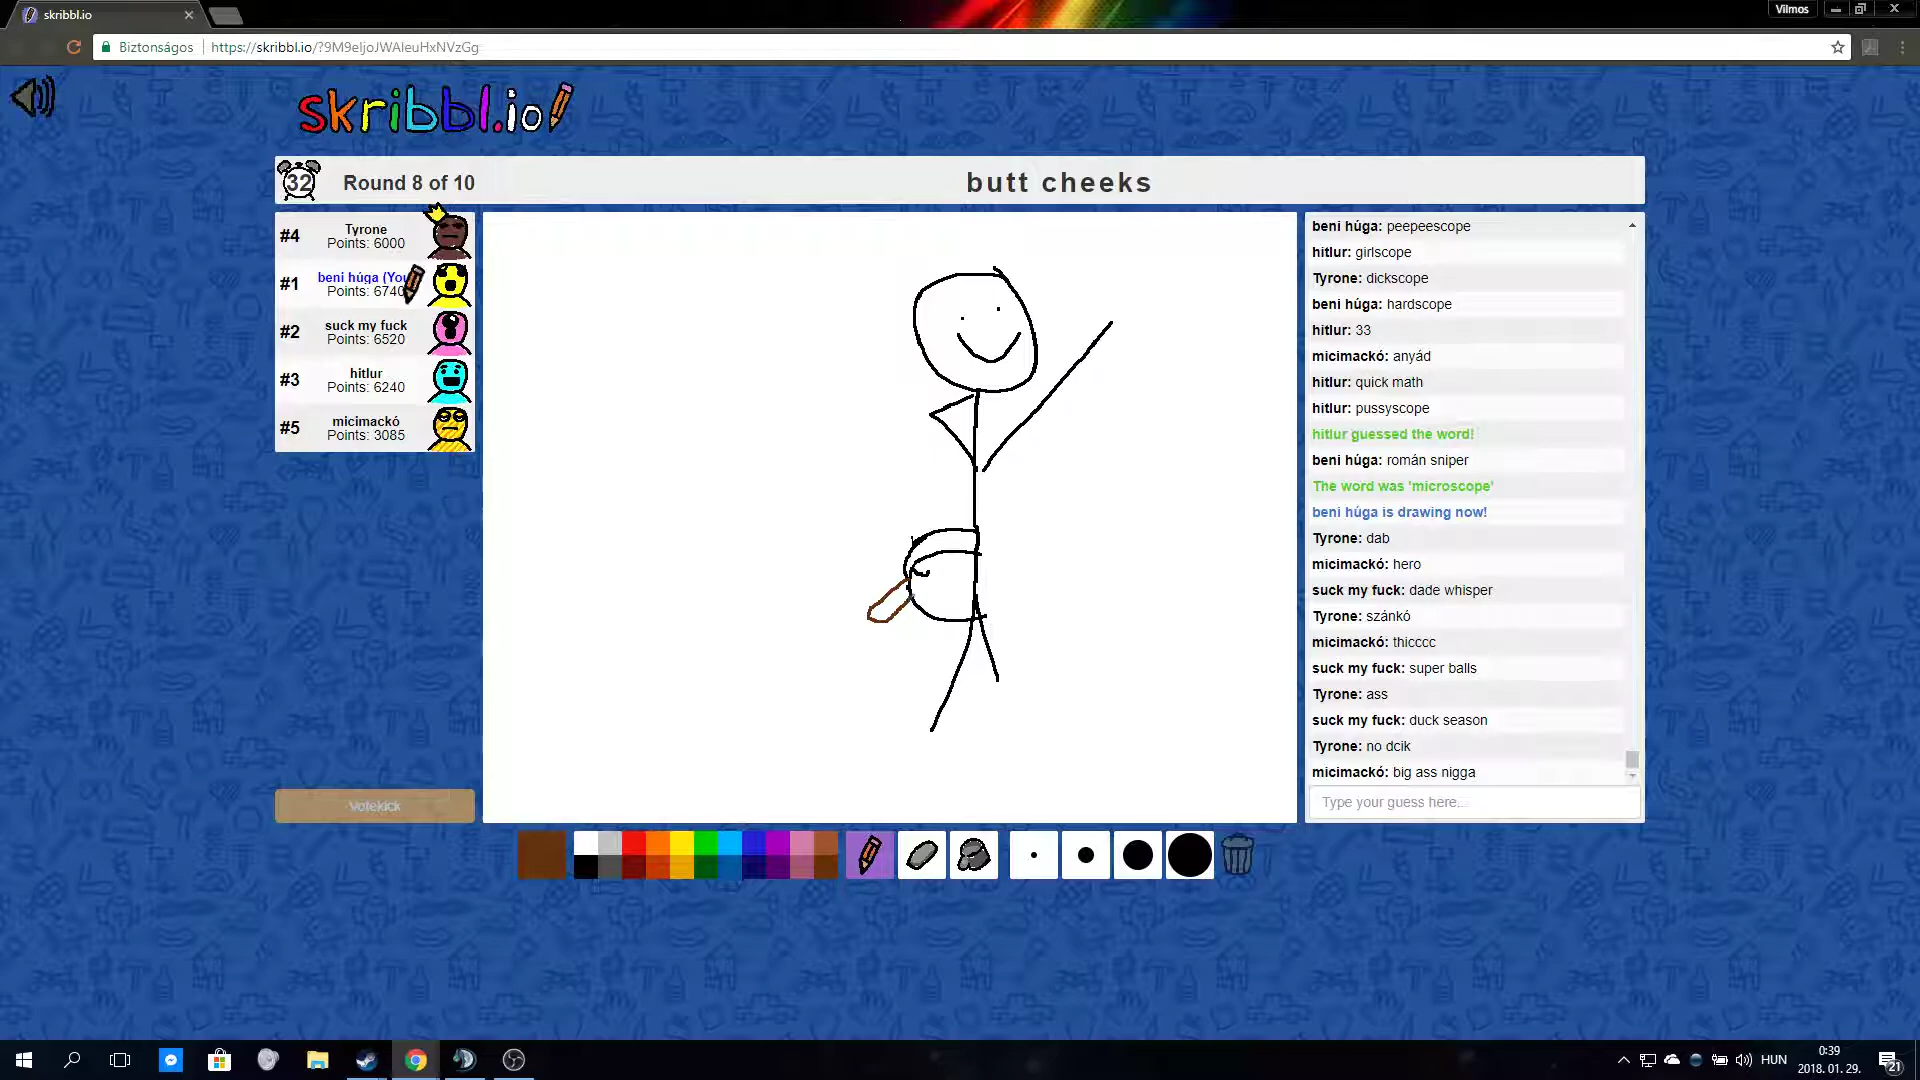 skribbl.io
Vilmos
Biztonságos
https://skribbl.io/?9M9eljoJWAleuHxNVzGg
skribbl.io
32
Round 8 of 10
butt cheeks
#4
Tyrone
Points: 6000
#1
beni húga (You
Points: 6740
#2
suck my fuck
Points: 6520
#3
hitlur
Points: 6240
#5
micimackó
Points: 3085
Votekick
beni húga: peepeescope
hitlur: girlscope
Tyrone: dickscope
beni húga: hardscope
hitlur: 33
micimackó: anyád
hitlur: quick math
hitlur: pussyscope
hitlur guessed the word!
beni húga: román sniper
The word was 'microscope'
beni húga is drawing now!
Tyrone: dab
micimackó: hero
suck my fuck: dade whisper
Tyrone: szánkó
micimackó: thicccc
suck my fuck: super balls
Tyrone: ass
suck my fuck: duck season
Tyrone: no dcik
micimackó: big ass nigga
Type your guess here...
HUN
0:39
2018. 01. 29.
21